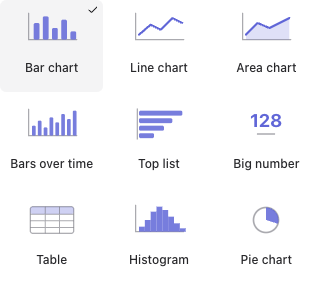 Bar chart
Line chart
Area chart
Bars over time
Top list
128
Big number
Table
Histogram
Pie chart